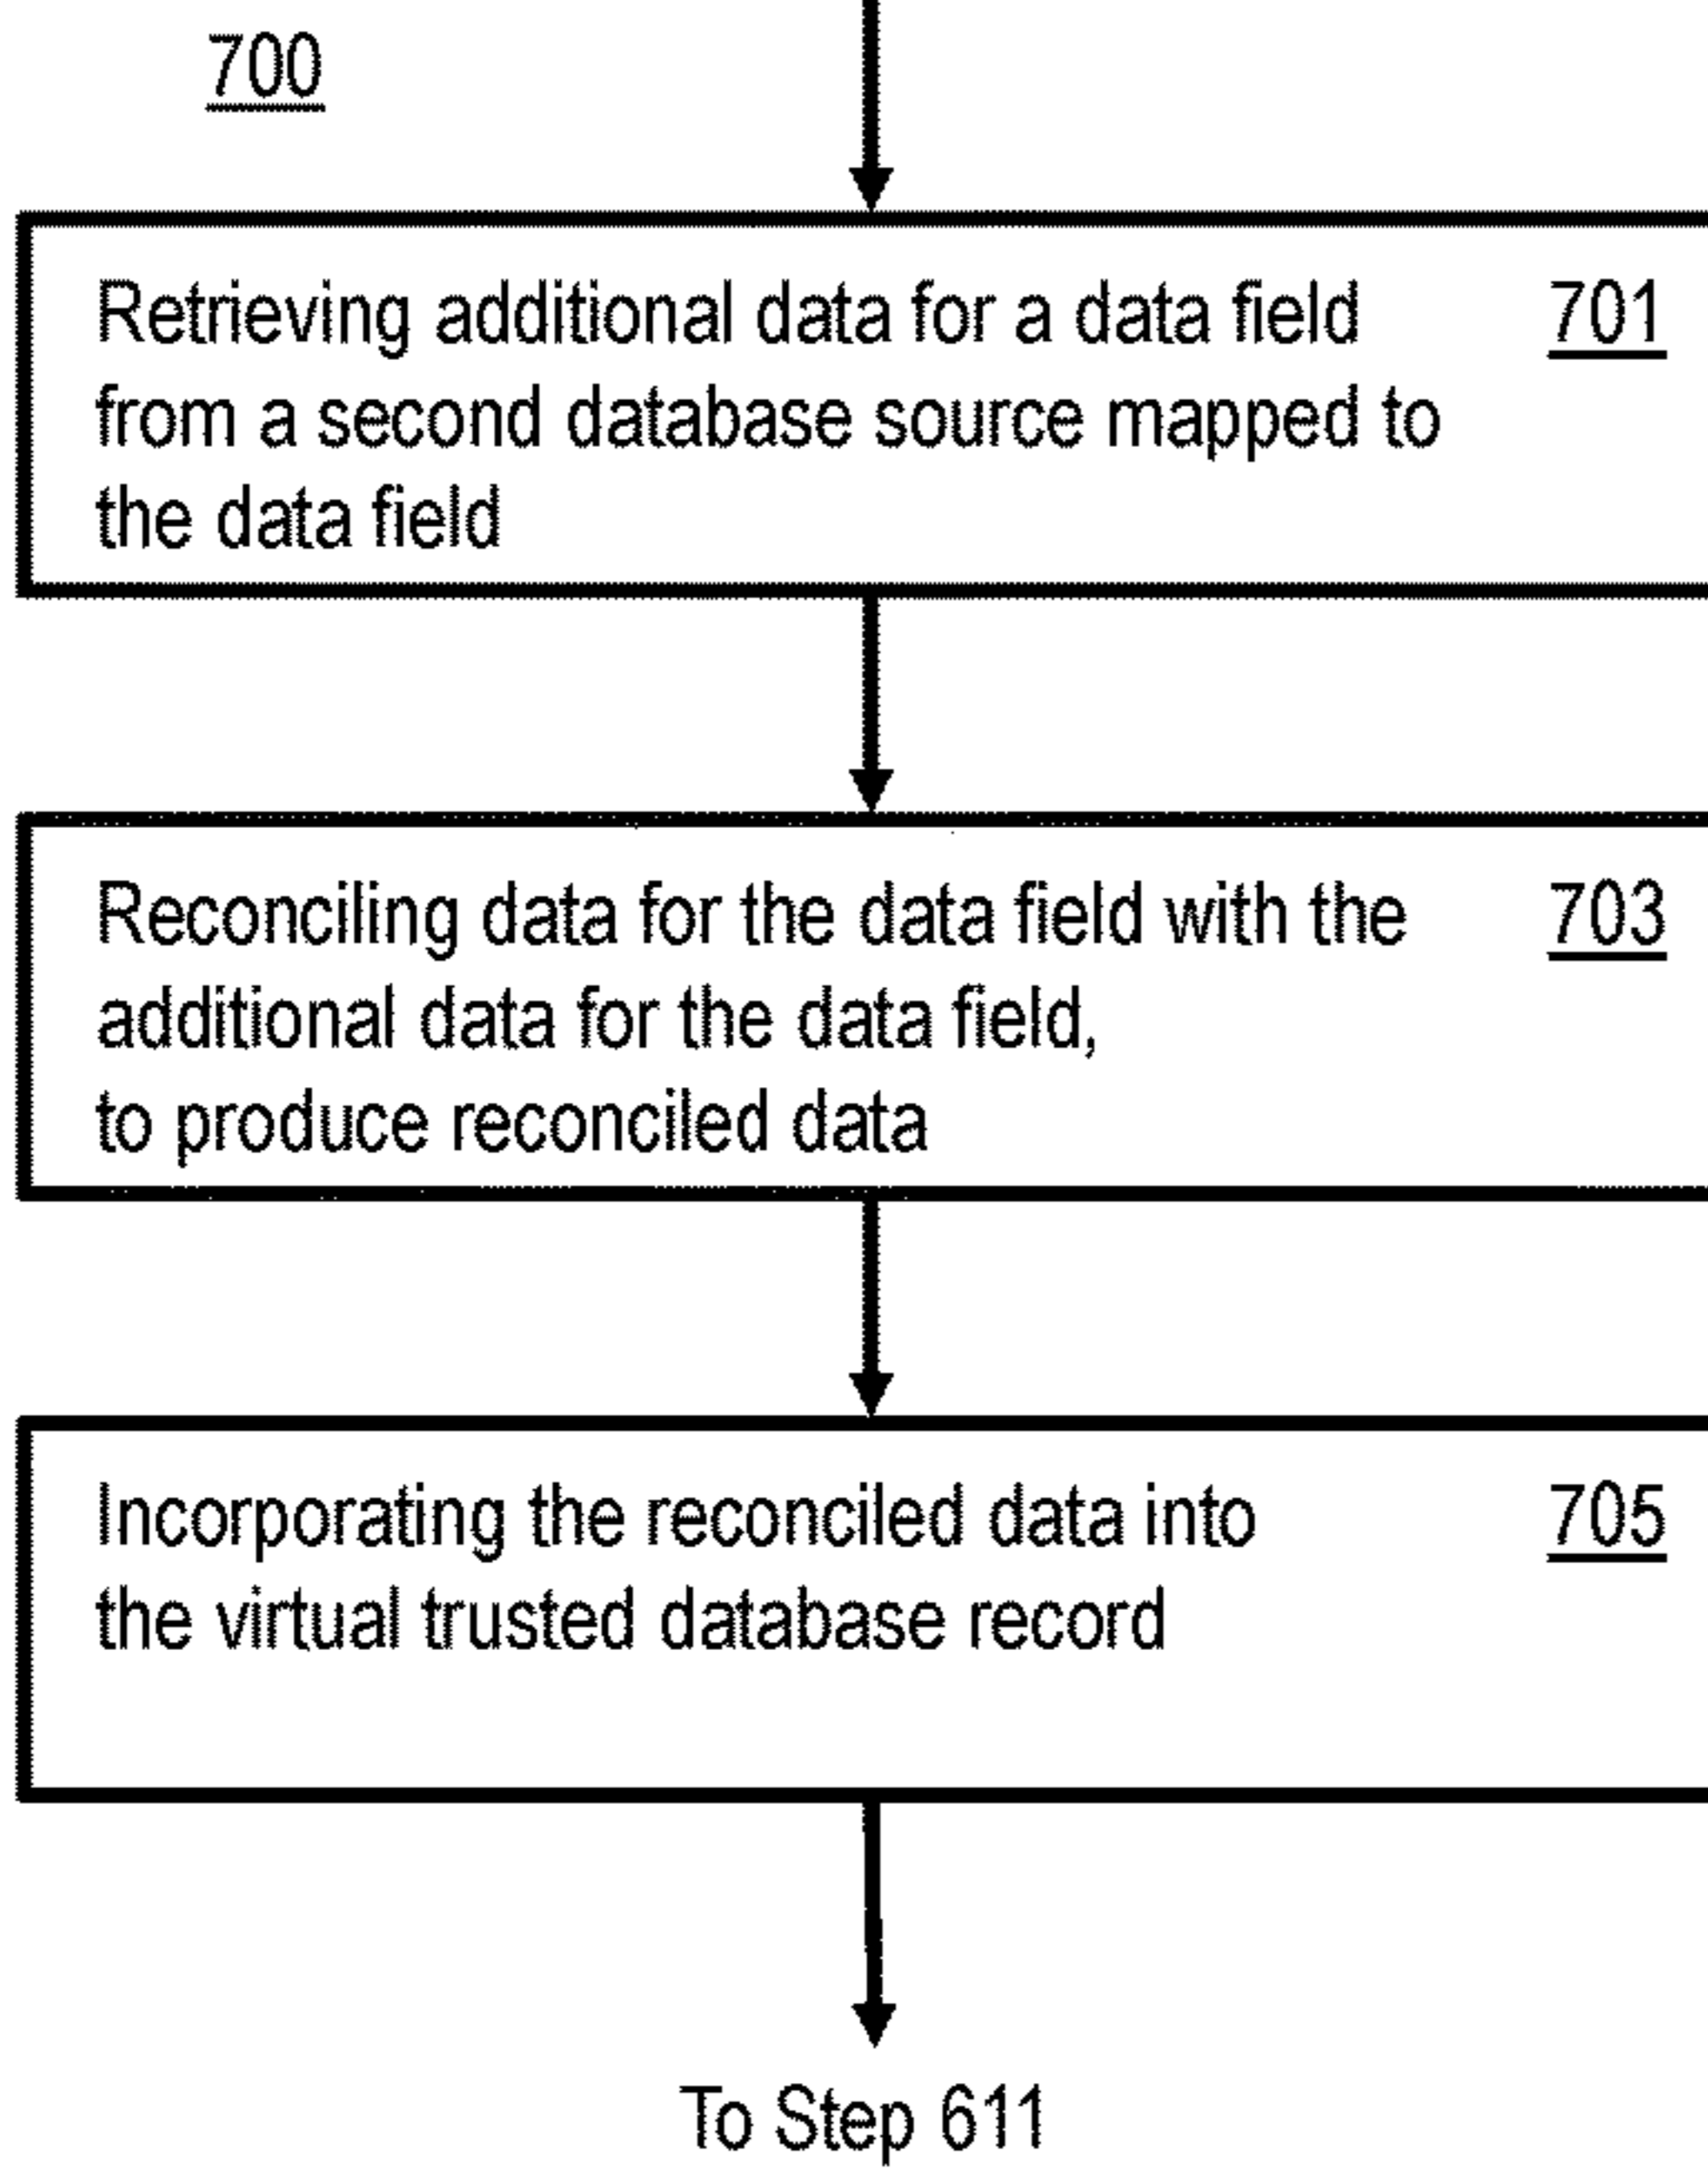 700
Retrieving additional data for a data field 701
from a second database source mapped to
the data field
Reconciling data for the data field with the 703
additional data for the data field,
to produce reconciled data
Incorporating the reconciled data into 705
the virtual trusted database record
To Step 611